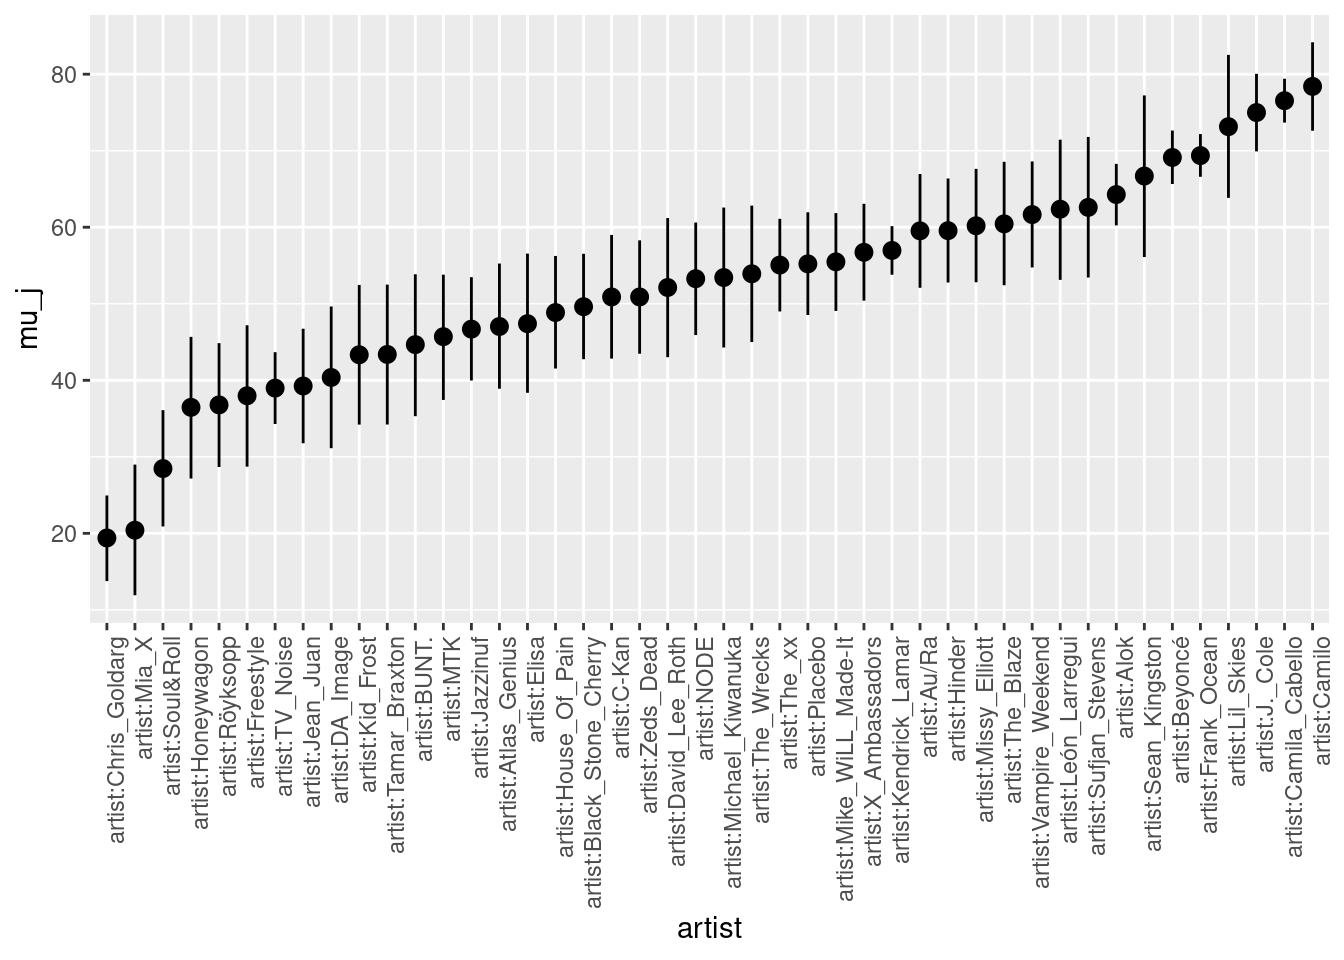 mu_j
80
60
40
20
artist:Chris_Goldarg
artist:Mia_X
artist:Soul&Roll
artist:Honeywagon
artist:Röyksopp
artist:Freestyle
artist:TV_Noise
artist:Jean_Juan
artist:DA_Image
artist:Kid_Frost
artist:Tamar_Braxton
artist:BUNT.
artist:MTK
artist:Jazzinuf
artist:Atlas_Genius
artist:Elisa
artist:House_Of_Pain
artist:Black_Stone_Cherry
artist:C-Kan
artist:Zeds_Dead
artist:David_Lee_Roth
artist:NODE
artist:Michael_Kiwanuka
artist:The_Wrecks
artist:The_xx
artist:Placebo
artist:Mike_WiLL_Made-It
artist:X_Ambassadors
artist:Kendrick_Lamar
artist:Au/Ra
artist:Hinder
artist:Missy_Elliott
artist:The_Blaze
artist:Vampire_Weekend
artist:León_Larregui
artist:Sufjan_Stevens
artist:Alok
artist:Sean_Kingston
artist:Beyoncé
artist:Frank_Ocean
artist:Lil_Skies
artist:J._Cole
artist:Camila_Cabello
artist:Camilo
artist